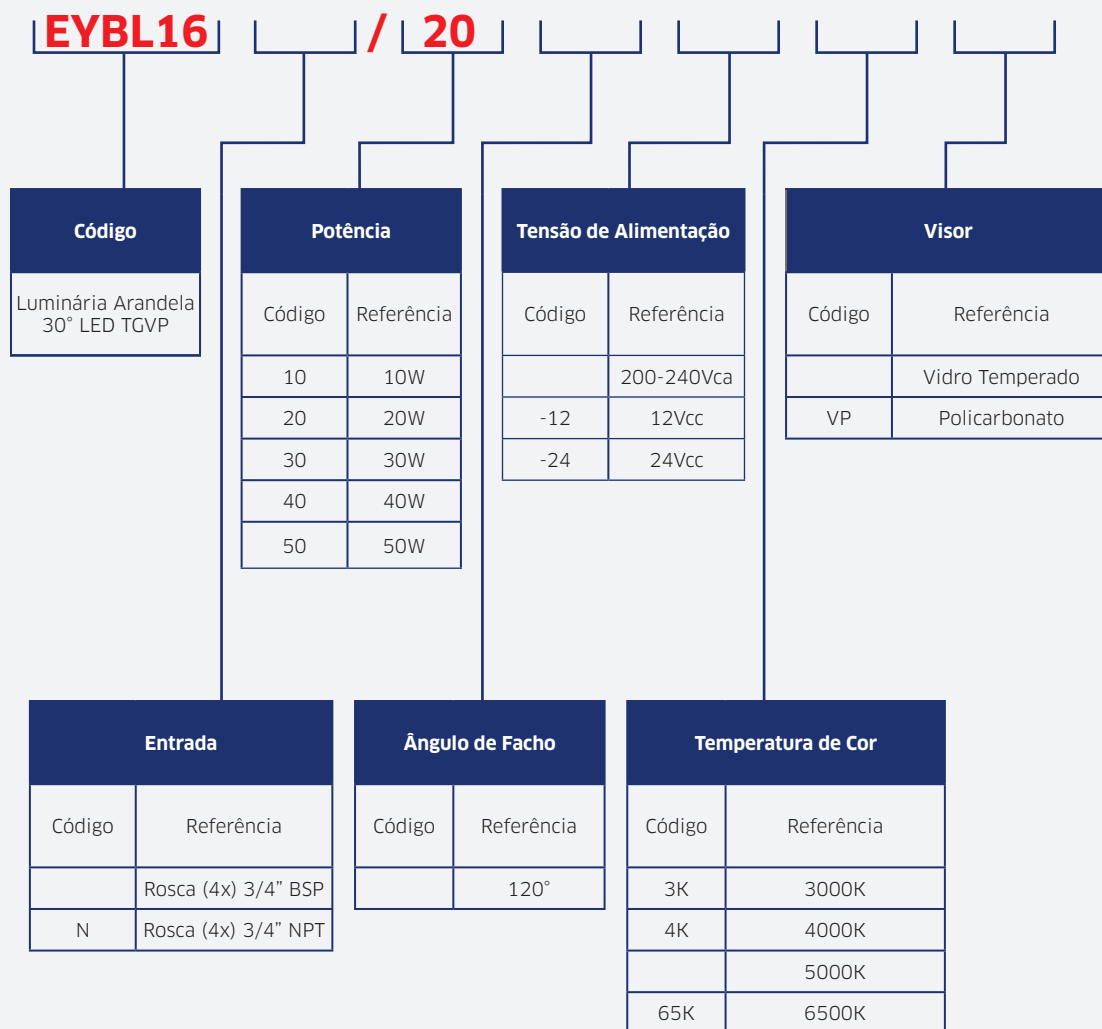 EYBL16 / 20
Código
Luminária Arandela
30° LED TGVP
Potência
Código Referência
10 10W
20 20W
30 30W
40 40W
50 50W
Tensão de Alimentação
Código Referência
200-240Vca
-12 12Vcc
-24 24Vcc
Visor
Código Referência
Vidro Temperado
VP Policarbonato
Entrada
Código Referência
Rosca (4x) 3/4” BSP
N Rosca (4x) 3/4” NPT
Ângulo de Facho
Código Referência
120°
Temperatura de Cor
Código Referência
3K 3000K
4K 4000K
5000K
65K 6500K